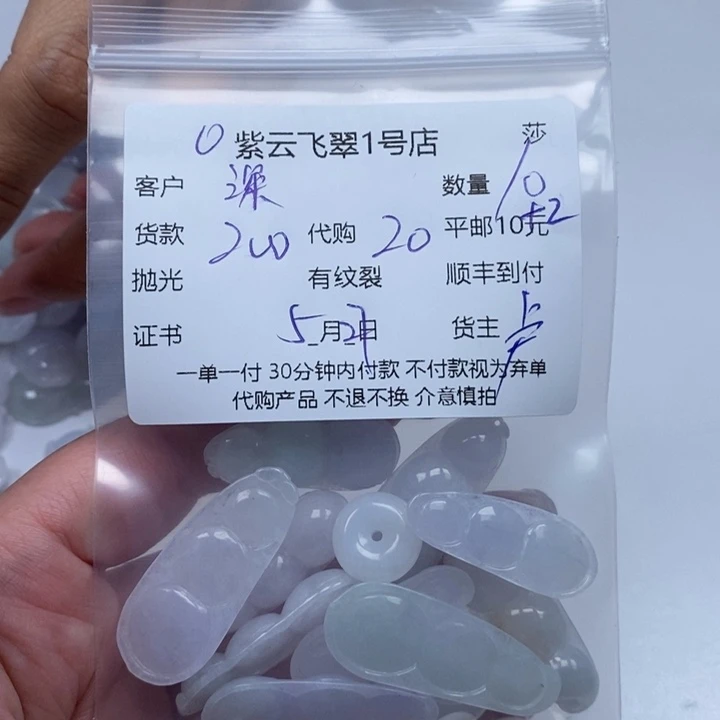 0 紫云飞翠1号店 莎
客户 深 数量 10
货款 200 代购 20 平邮10元 +2
抛光 有纹裂 顺丰到付
证书 5月27日 货主
一单一付 30分钟内付款 不付款视为弃单
代购产品 不退不换 介意慎拍